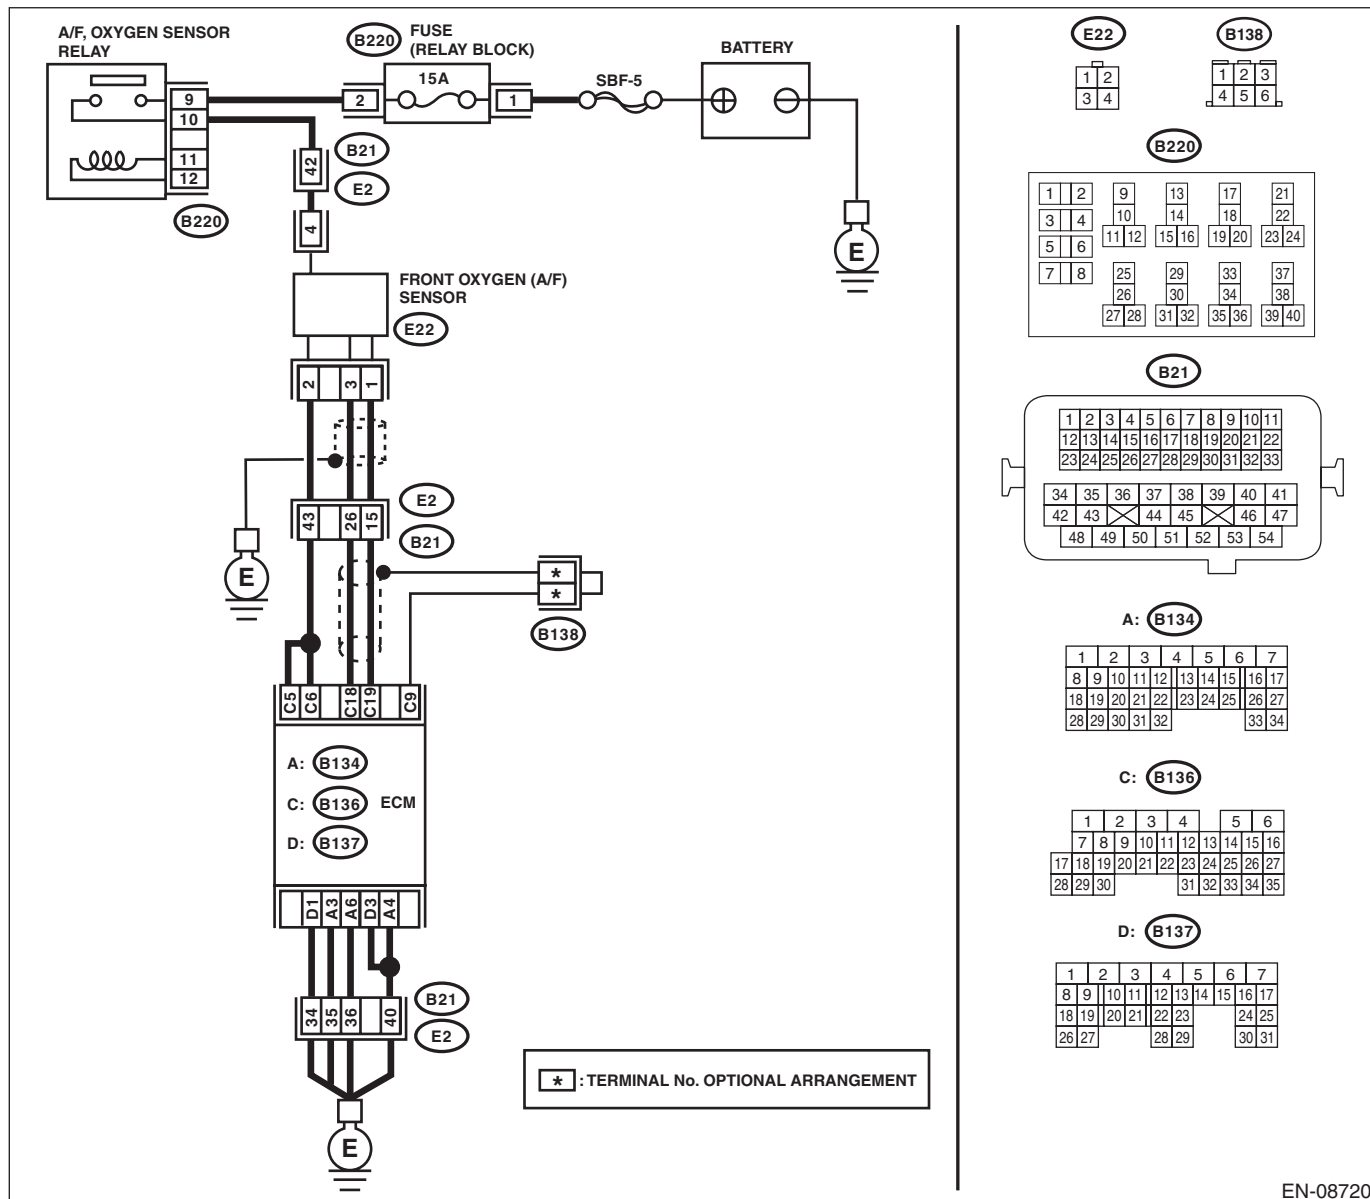 A/F, OXYGEN SENSOR
RELAY
9
10
11
12
B220
B220
FUSE
(RELAY BLOCK)
15A
2
1
SBF-5
BATTERY
E
42
B21
E2
4
FRONT OXYGEN (A/F)
SENSOR
E22
2
3
1
E
43
26
15
E2
B21
*
*
B138
C5
C6
C18
C19
C9
A: B134
C: B136 ECM
D: B137
D1
A3
A6
D3
A4
34
35
36
40
B21
E2
E
* : TERMINAL No. OPTIONAL ARRANGEMENT
E22
1 2
3 4
B138
1 2 3
4 5 6
B220
1 2 9 13 17 21
3 4 10 14 18 22
11 12 15 16 19 20 23 24
5 6
7 8 25 29 33 37
26 30 34 38
27 28 31 32 35 36 39 40
B21
1 2 3 4 5 6 7 8 9 10 11
12 13 14 15 16 17 18 19 20 21 22
23 24 25 26 27 28 29 30 31 32 33
34 35 36 37 38 39 40 41
42 43 44 45 46 47
48 49 50 51 52 53 54
A: B134
1 2 3 4 5 6 7
8 9 10 11 12 13 14 15 16 17
18 19 20 21 22 23 24 25 26 27
28 29 30 31 32 33 34
C: B136
1 2 3 4 5 6
7 8 9 10 11 12 13 14 15 16
17 18 19 20 21 22 23 24 25 26 27
28 29 30 31 32 33 34 35
D: B137
1 2 3 4 5 6 7
8 9 10 11 12 13 14 15 16 17
18 19 20 21 22 23 24 25
26 27 28 29 30 31
EN-08720